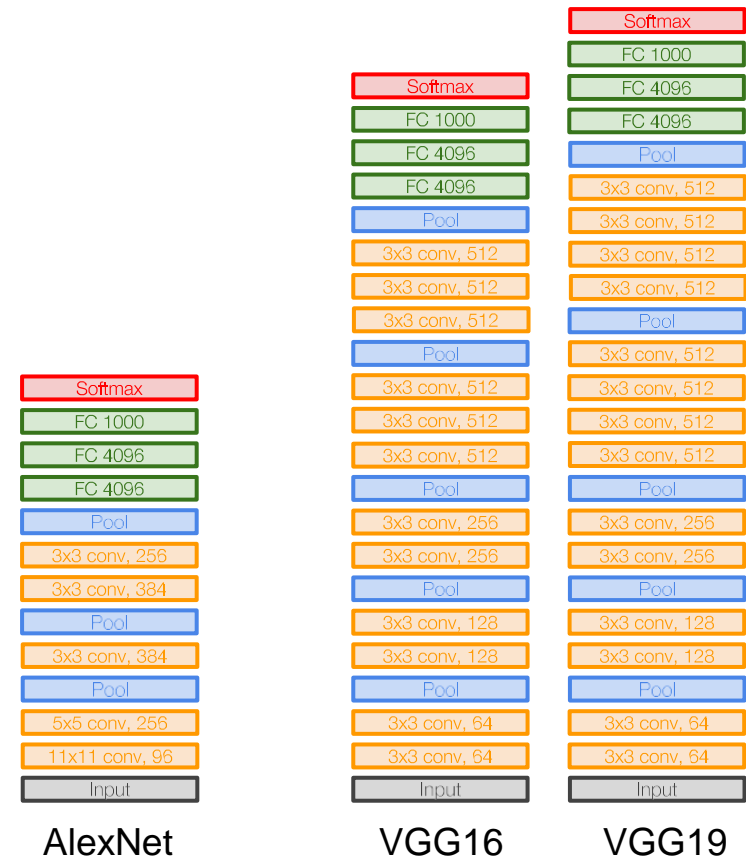 Softmax
FC 1000
FC 4096
FC 4096
Pool
3x3 conv, 256
3x3 conv, 384
Pool
3x3 conv, 384
Pool
5x5 conv, 256
11x11 conv, 96
Input
AlexNet
Softmax
FC 1000
FC 4096
FC 4096
Pool
3x3 conv, 512
3x3 conv, 512
3x3 conv, 512
Pool
3x3 conv, 512
3x3 conv, 512
3x3 conv, 512
Pool
3x3 conv, 256
3x3 conv, 256
Pool
3x3 conv, 128
3x3 conv, 128
Pool
3x3 conv, 64
3x3 conv, 64
Input
VGG16
Softmax
FC 1000
FC 4096
FC 4096
Pool
3x3 conv, 512
3x3 conv, 512
3x3 conv, 512
3x3 conv, 512
Pool
3x3 conv, 512
3x3 conv, 512
3x3 conv, 512
3x3 conv, 512
Pool
3x3 conv, 256
3x3 conv, 256
Pool
3x3 conv, 128
3x3 conv, 128
Pool
3x3 conv, 64
3x3 conv, 64
Input
VGG19